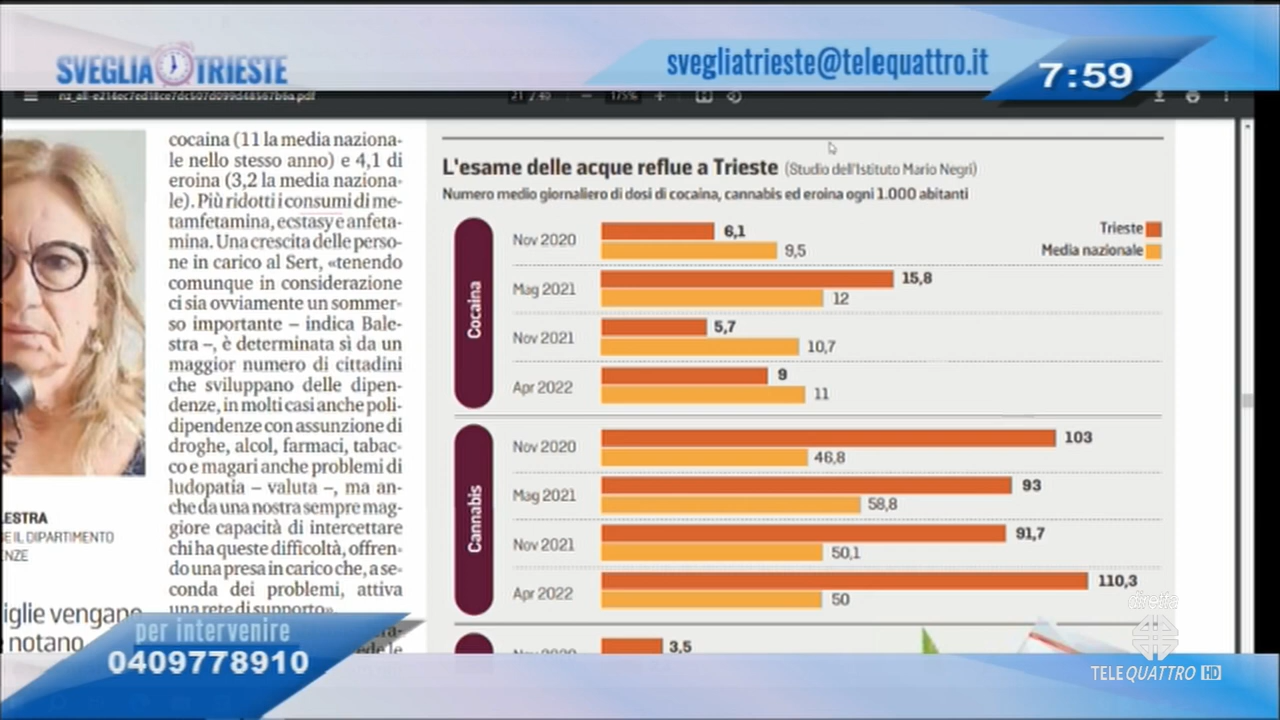 SVEGLIA TRIESTE
svegliatrieste@telequattro.it
7:59
21 / 40
175%
cocaina (11 la media naziona-
le nello stesso anno) e 4,1 di
eroina (3,2 la media naziona-
le). Più ridotti i consumi di me-
tamfetamina, ecstasy e anfeta-
mina. Una crescita delle perso-
ne in carico al Sert, «tenendo
comunque in considerazione
ci sia ovviamente un sommer-
so importante – indica Bale-
stra –, è determinata sì da un
maggior numero di cittadini
che sviluppano delle dipen-
denze, in molti casi anche poli-
dipendenze con assunzione di
droghe, alcol, farmaci, tabac-
co e magari anche problemi di
ludopatia – valuta –, ma an-
che da una nostra sempre mag-
giore capacità di intercettare
chi ha queste difficoltà, offren-
do una presa in carico che, a se-
conda dei problemi, attiva
una rete di supporto».
LESTRA
E IL DIPARTIMENTO
NZE
iglie vengano
notano
L'esame delle acque reflue a Trieste (Studio dell'Istituto Mario Negri)
Numero medio giornaliero di dosi di cocaina, cannabis ed eroina ogni 1.000 abitanti
Trieste
Media nazionale
Cocaina
Nov 2020
6,1
9,5
Mag 2021
15,8
12
Nov 2021
5,7
10,7
Apr 2022
9
11
Cannabis
Nov 2020
103
46,8
Mag 2021
93
58,8
Nov 2021
91,7
50,1
Apr 2022
110,3
50
Nov 2020
3,5
per intervenire
0409778910
diretta
TELEQUATTRO HD